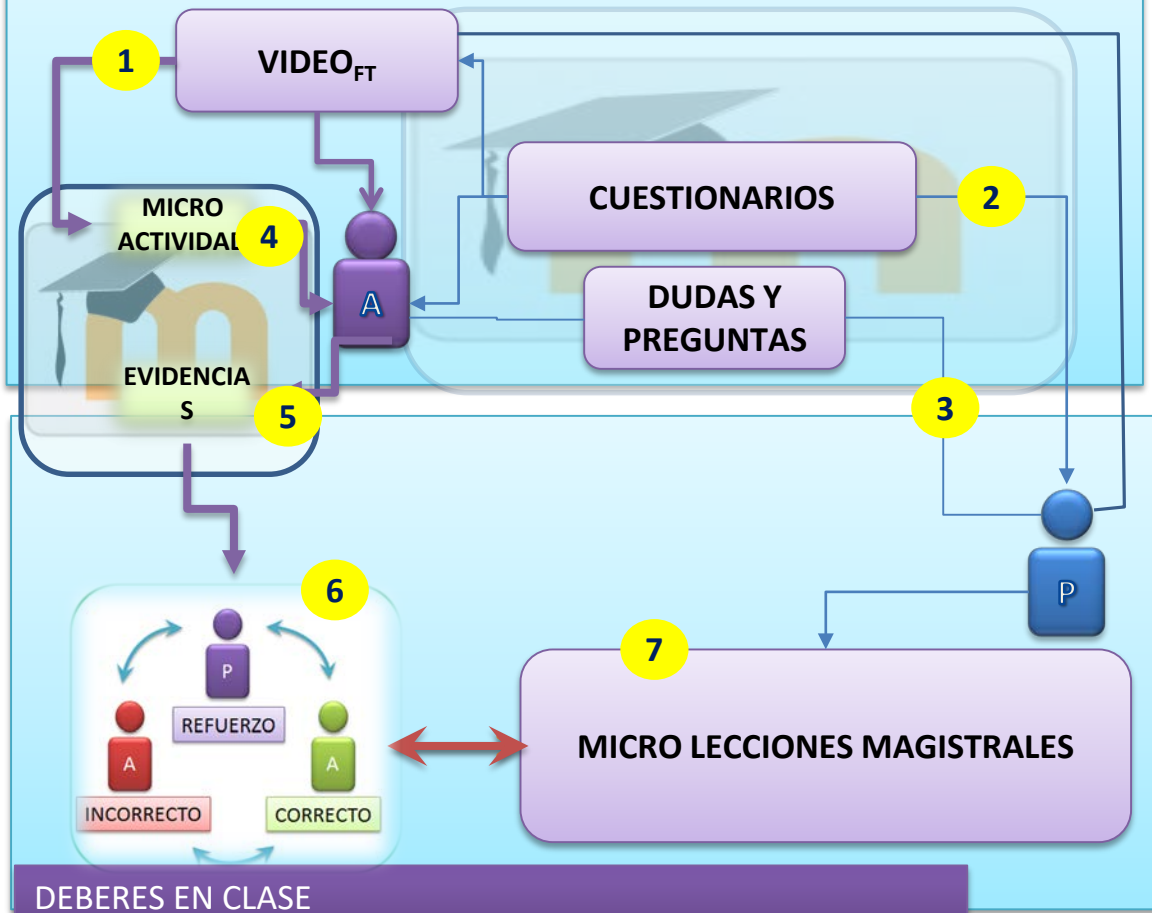 1
VIDEOFT
CUESTIONARIOS
2
MICRO
ACTIVIDAD
4
A
DUDAS Y
PREGUNTAS
EVIDENCIA
S
5
3
6
P
REFUERZO
A
INCORRECTO
A
CORRECTO
P
7
MICRO LECCIONES MAGISTRALES
DEBERES EN CLASE